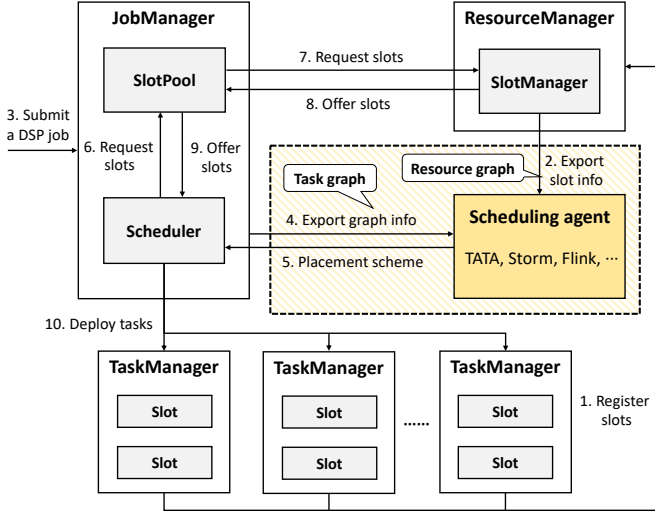 JobManager
ResourceManager
SlotPool
7. Request slots
SlotManager
8. Offer slots
3. Submit
a DSP job
6. Request
slots
9. Offer
slots
2. Export
slot info
Task graph
Resource graph
Scheduler
4. Export graph info
5. Placement scheme
Scheduling agent
TATA, Storm, Flink, ···
10. Deploy tasks
TaskManager
Slot
Slot
TaskManager
Slot
Slot
......
TaskManager
Slot
Slot
1. Register
slots